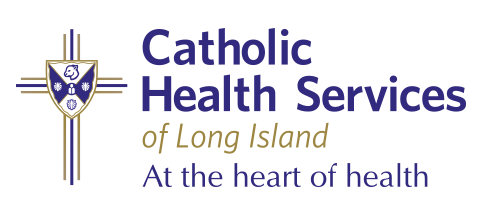 Catholic
Health Services
of Long Island
At the heart of health